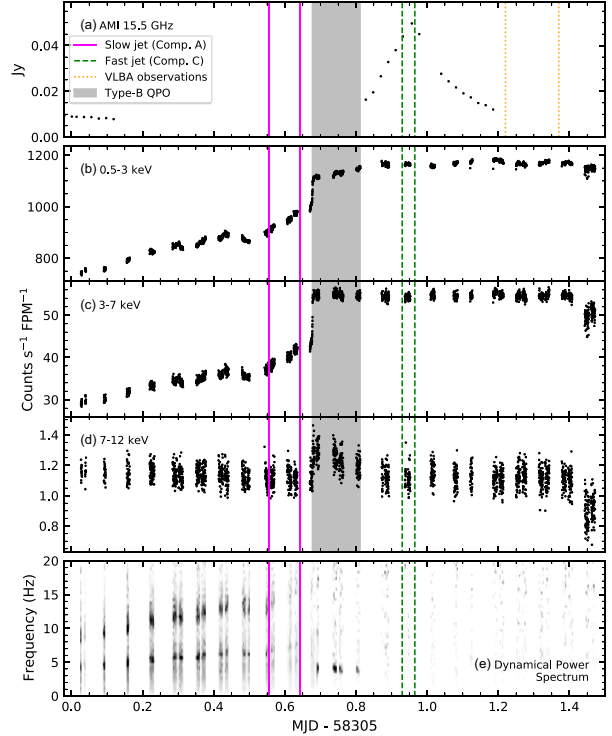 (a) AMI 15.5 GHz
Slow jet (Comp. A)
Fast jet (Comp. C)
VLBA observations
Type-B QPO
Jy
0.04
0.02
0.00
(b) 0.5-3 keV
1200
1000
800
(c) 3-7 keV
Counts s⁻¹ FPM⁻¹
50
40
30
(d) 7-12 keV
1.4
1.2
1.0
0.8
(e) Dynamical Power
Spectrum
Frequency (Hz)
20
15
10
5
0
0.0 0.2 0.4 0.6 0.8 1.0 1.2 1.4
MJD - 58305